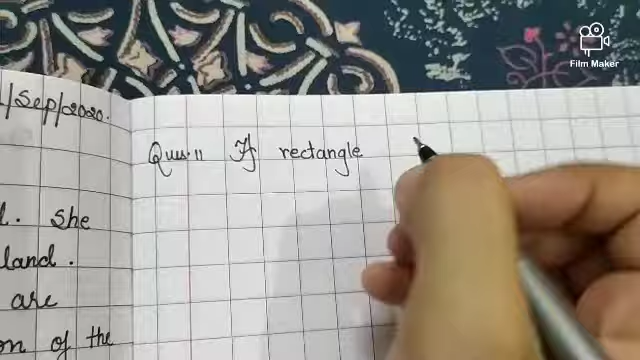 /Sep/2020.
l. She
land.
are
on of the
Ques.11 If rectangle
Film Maker